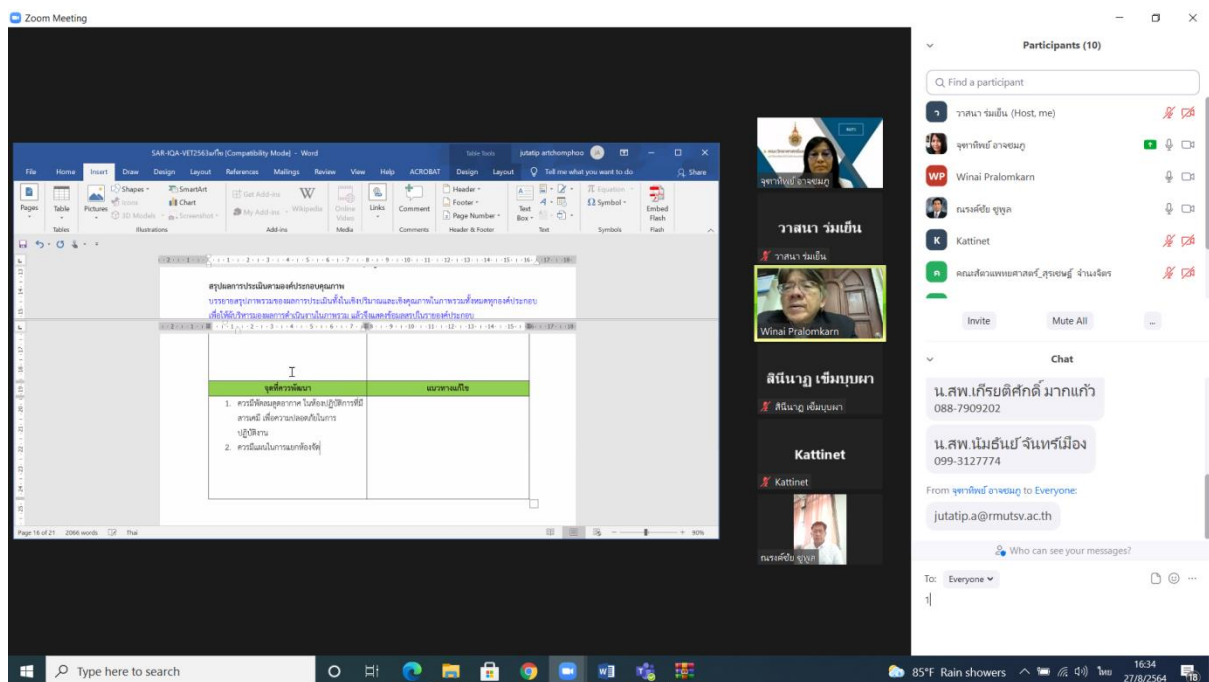 Zoom Meeting
SAR-IQA-VET2563แก้ไข [Compatibility Mode] - Word
Table Tools
jutatip artchomphoo
JA
File Home Insert Draw Design Layout References Mailings Review View Help ACROBAT Design Layout Tell me what you want to do Share
Pages
Table
Pictures
Shapes
Icons
3D Models
SmartArt
Chart
Screenshot
Get Add-ins
My Add-ins
Wikipedia
Online Video
Links
Comment
Header
Footer
Page Number
Text Box
Equation
Symbol
Embed Flash
Tables
Illustrations
Add-ins
Media
Comments
Header & Footer
Text
Symbols
Flash
สรุปผลการประเมินตามองค์ประกอบคุณภาพ
บรรยายสรุปภาพรวมของผลการประเมินทั้งในเชิงปริมาณและเชิงคุณภาพในภาพรวมทั้งหมดทุกองค์ประกอบ
เพื่อให้ผู้บริหารมองผลการดำเนินงานในภาพรวม แล้วจึงแสดงข้อมูลสรุปในรายองค์ประกอบ
จุดที่ควรพัฒนา
แนวทางแก้ไข
1. ควรมีพัดลมดูดอากาศ ในห้องปฏิบัติการที่มี
สารเคมี เพื่อความปลอดภัยในการ
ปฏิบัติงาน
2. ควรมีแผนในการแยกห้องจัด
Page 16 of 21 2066 words Thai
90%
จุฑาทิพย์ อาจชมภู
วาสนา ร่มเย็น
วาสนา ร่มเย็น
Winai Pralomkarn
สินีนาฏ เข็มบุบผา
สินีนาฏ เข็มบุบผา
Kattinet
Kattinet
ณรงค์ชัย ชูพูล
Participants (10)
Find a participant
ว วาสนา ร่มเย็น (Host, me)
จุฑาทิพย์ อาจชมภู
WP Winai Pralomkarn
ณรงค์ชัย ชูพูล
K Kattinet
ค คณะสัตวแพทยศาสตร์_สุรเชษฐ์ จำนงจิตร
Invite Mute All ...
Chat
น.สพ.เกียรติศักดิ์ มากแก้ว
088-7909202
น.สพ.นัมธันย์ จันทร์เมือง
099-3127774
From จุฑาทิพย์ อาจชมภู to Everyone:
jutatip.a@rmutsv.ac.th
Who can see your messages?
To: Everyone
า
Type here to search
85°F Rain showers
ไทย
16:34
27/8/2564
18